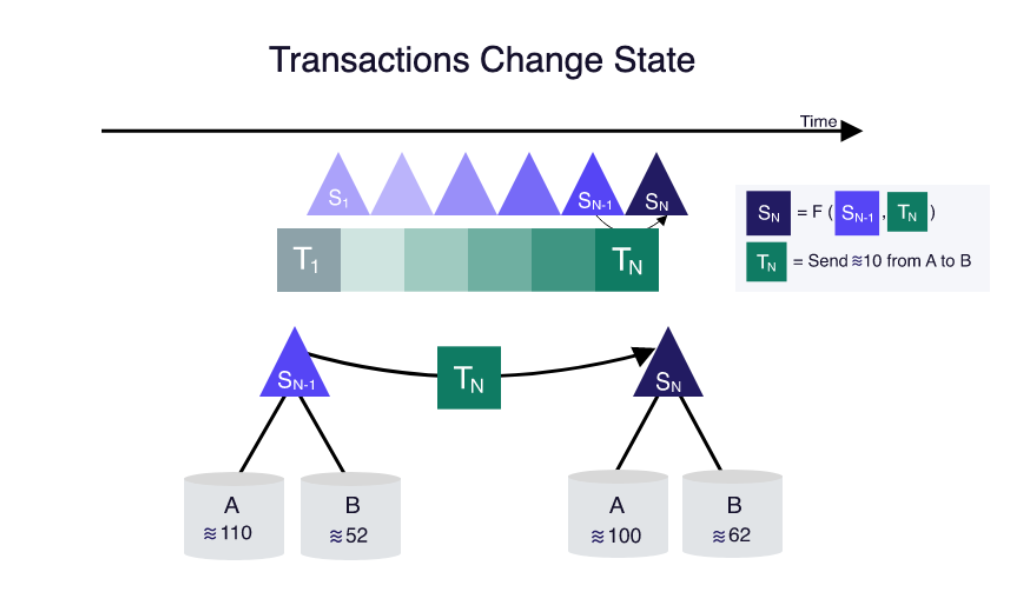 Transactions Change State
Time
S1 SN-1 SN
T1 TN
SN = F ( SN-1 , TN )
TN = Send ≋10 from A to B
SN-1 TN SN
A B A B
≋110 ≋52 ≋100 ≋62